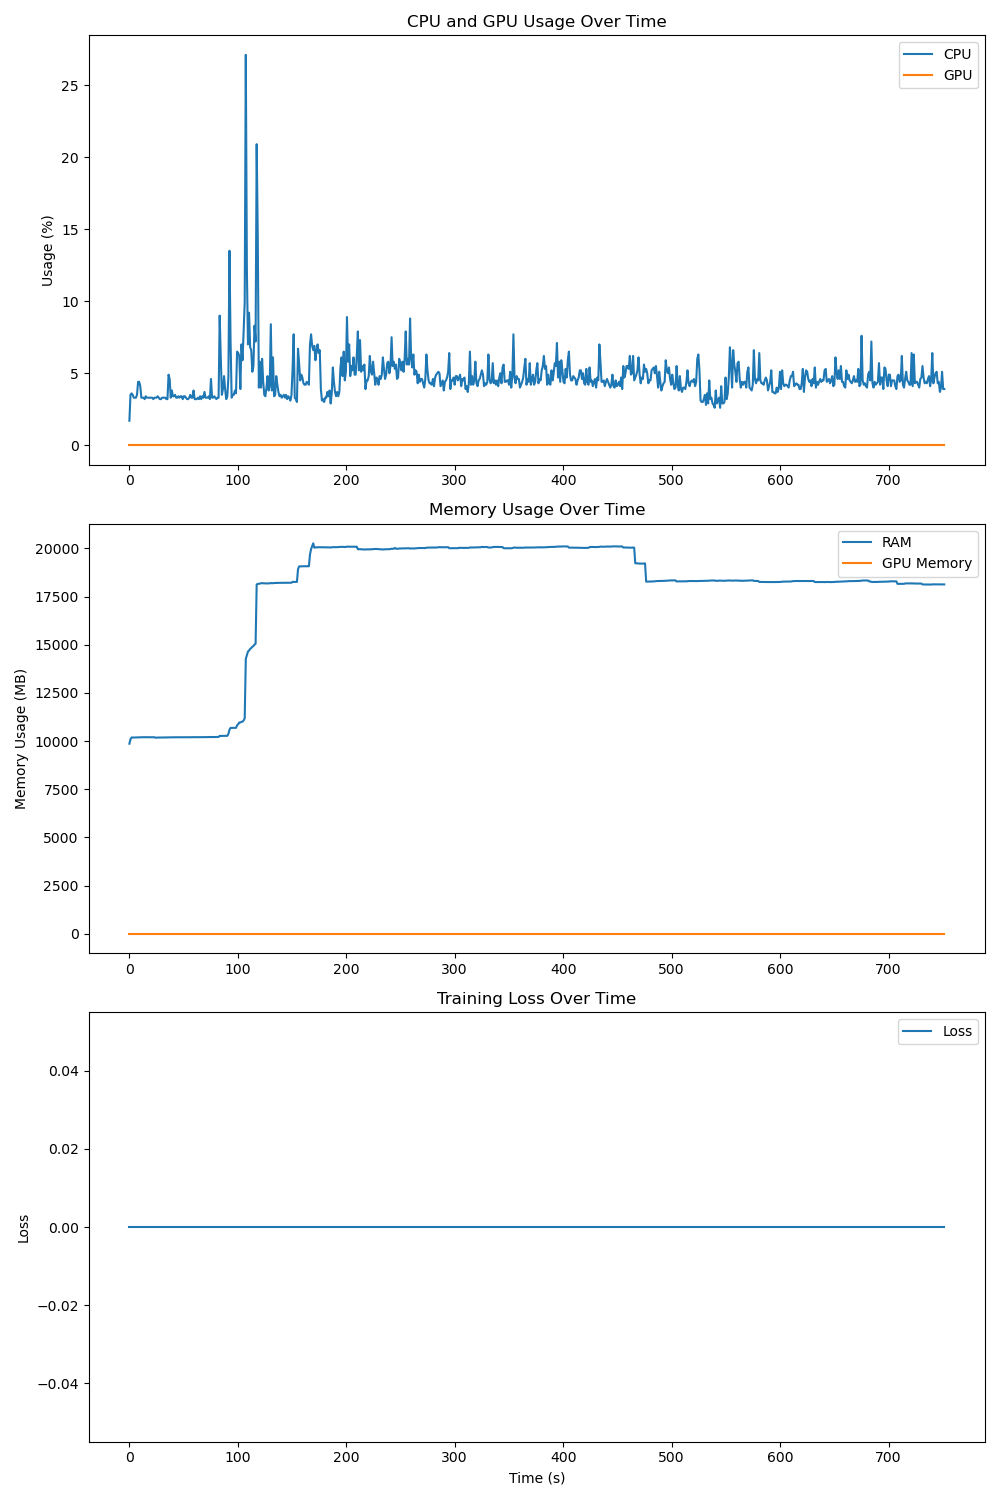 CPU and GPU Usage Over Time
CPU
GPU
Usage (%)
25
20
15
10
5
0
0 100 200 300 400 500 600 700
Memory Usage Over Time
RAM
GPU Memory
Memory Usage (MB)
20000
17500
15000
12500
10000
7500
5000
2500
0
0 100 200 300 400 500 600 700
Training Loss Over Time
Loss
Loss
0.04
0.02
0.00
−0.02
−0.04
0 100 200 300 400 500 600 700
Time (s)